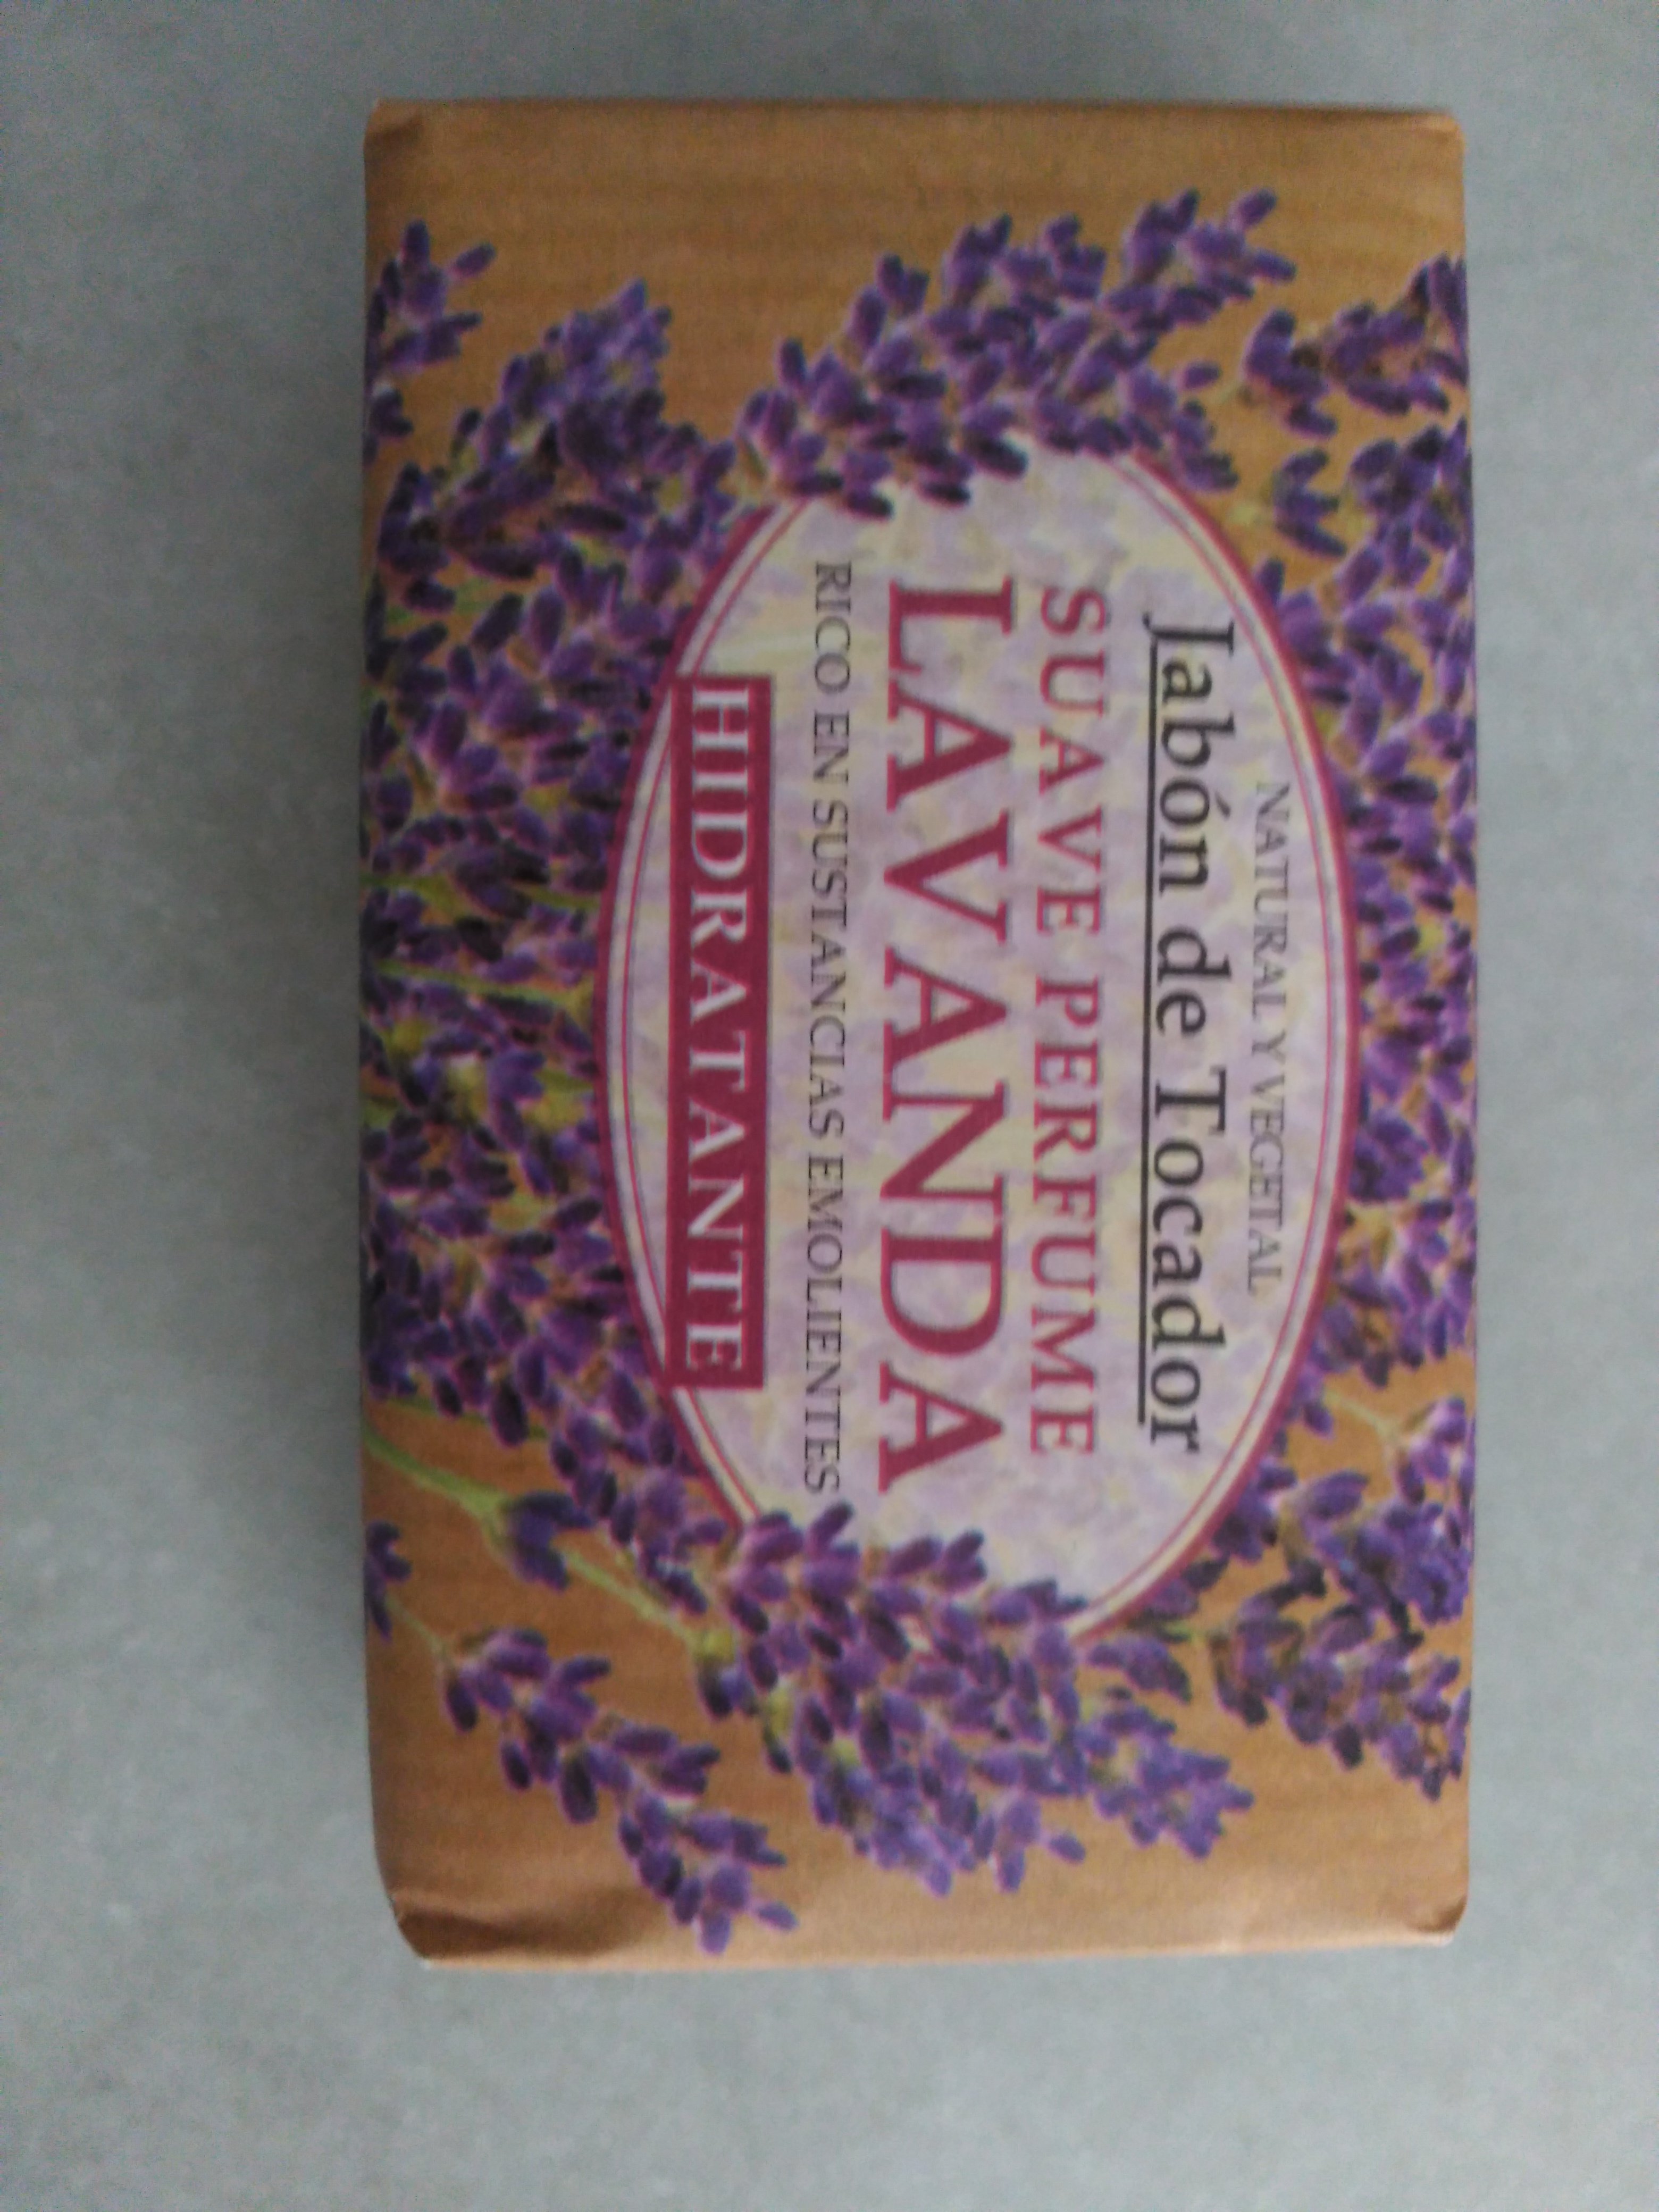 NATURAL Y VEGETAL
Jabón de Tocador
SUAVE PERFUME
LAVANDA
RICO EN SUSTANCIAS EMOLIENTES
HIDRATANTE